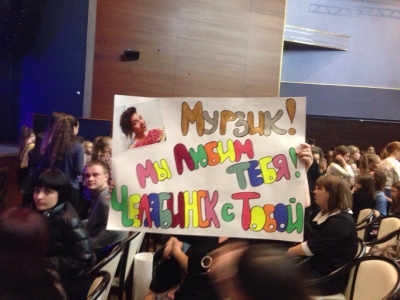 Мурзик!
Мы Любим
тебя!
Челябинск с Тобой